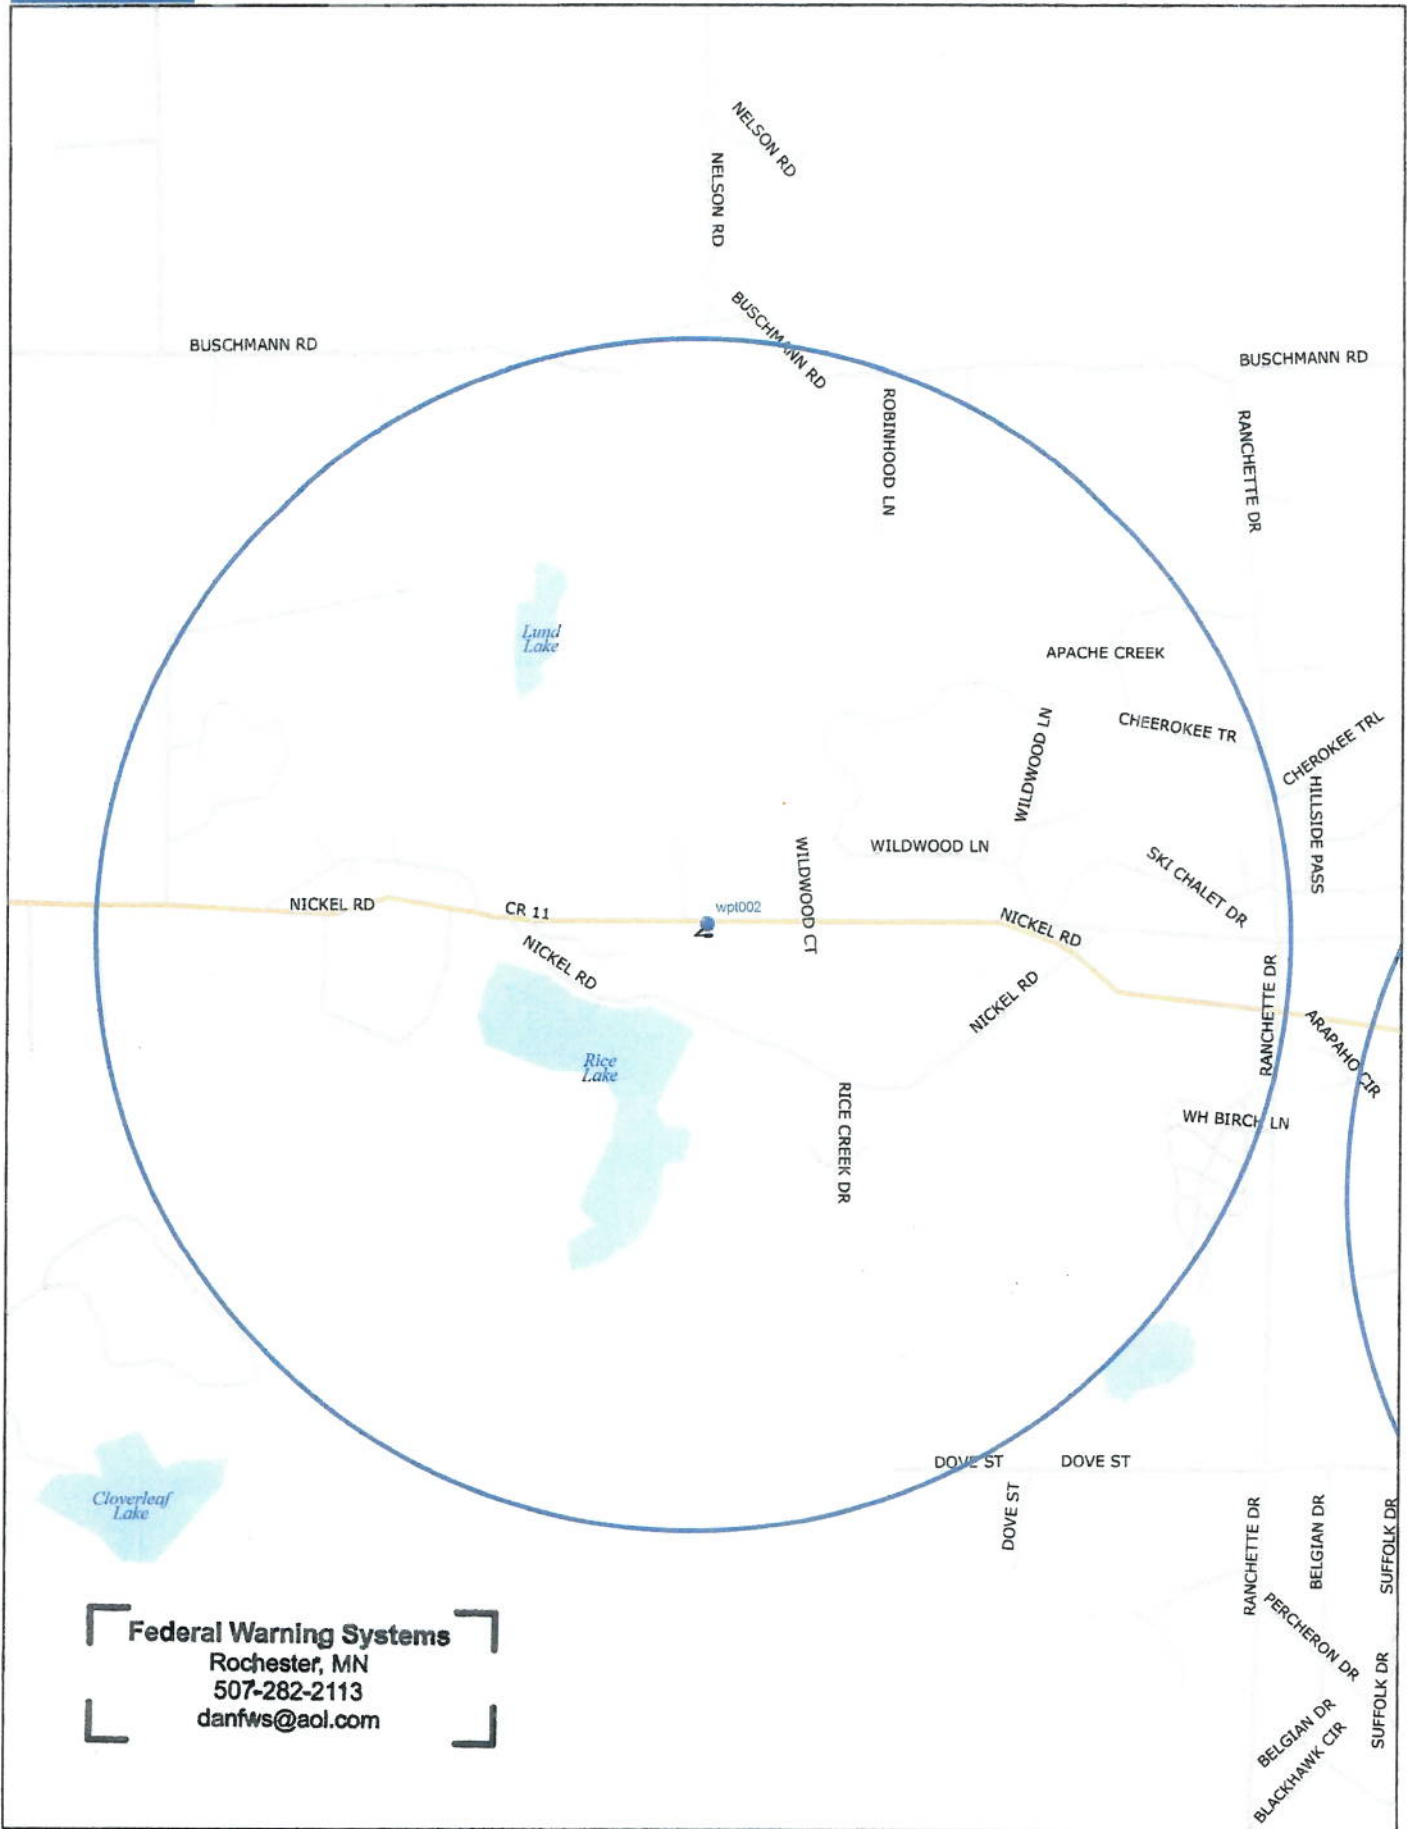 NELSON RD
NELSON RD
BUSCHMANN RD
BUSCHMANN RD
BUSCHMANN RD
ROBINHOOD LN
RANCHETTE DR
Lund
Lake
APACHE CREEK
WILDWOOD LN
CHEEROKEE TR
CHEROKEE TRL
HILLSIDE PASS
WILDWOOD CT
WILDWOOD LN
SKI CHALET DR
NICKEL RD
CR 11
wpt002
NICKEL RD
NICKEL RD
NICKEL RD
RANCHETTE DR
ARAPAHO CIR
Rice
Lake
RICE CREEK DR
WH BIRCH LN
DOVE ST
DOVE ST
DOVE ST
Cloverleaf
Lake
RANCHETTE DR
BELGIAN DR
SUFFOLK DR
PERCHERON DR
SUFFOLK DR
BELGIAN DR
BLACKHAWK CIR
Federal Warning Systems
Rochester, MN
507-282-2113
danfws@aol.com